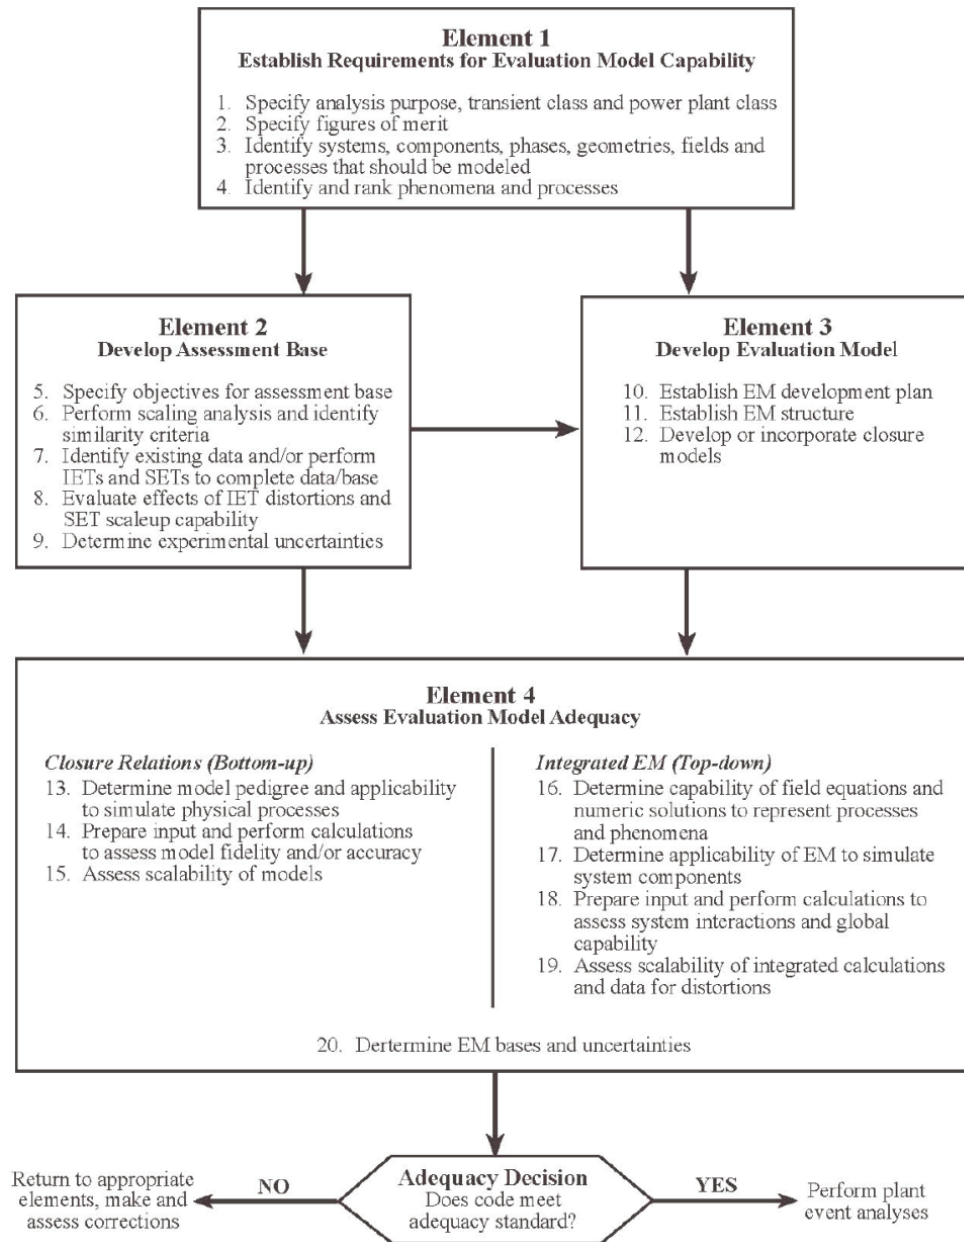 Element 1
Establish Requirements for Evaluation Model Capability
1. Specify analysis purpose, transient class and power plant class
2. Specify figures of merit
3. Identify systems, components, phases, geometries, fields and
processes that should be modeled
4. Identify and rank phenomena and processes
Element 2
Develop Assessment Base
5. Specify objectives for assessment base
6. Perform scaling analysis and identify
similarity criteria
7. Identify existing data and/or perform
IETs and SETs to complete data/base
8. Evaluate effects of IET distortions and
SET scaleup capability
9. Determine experimental uncertainties
Element 3
Develop Evaluation Model
10. Establish EM development plan
11. Establish EM structure
12. Develop or incorporate closure
models
Element 4
Assess Evaluation Model Adequacy
Closure Relations (Bottom-up)
13. Determine model pedigree and applicability
to simulate physical processes
14. Prepare input and perform calculations
to assess model fidelity and/or accuracy
15. Assess scalability of models
Integrated EM (Top-down)
16. Determine capability of field equations and
numeric solutions to represent processes
and phenomena
17. Determine applicability of EM to simulate
system components
18. Prepare input and perform calculations to
assess system interactions and global
capability
19. Assess scalability of integrated calculations
and data for distortions
20. Dertermine EM bases and uncertainties
Adequacy Decision
Does code meet
adequacy standard?
NO
Return to appropriate
elements, make and
assess corrections
YES
Perform plant
event analyses